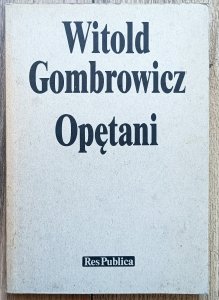 Witold
Gombrowicz
Opętani
Res Publica